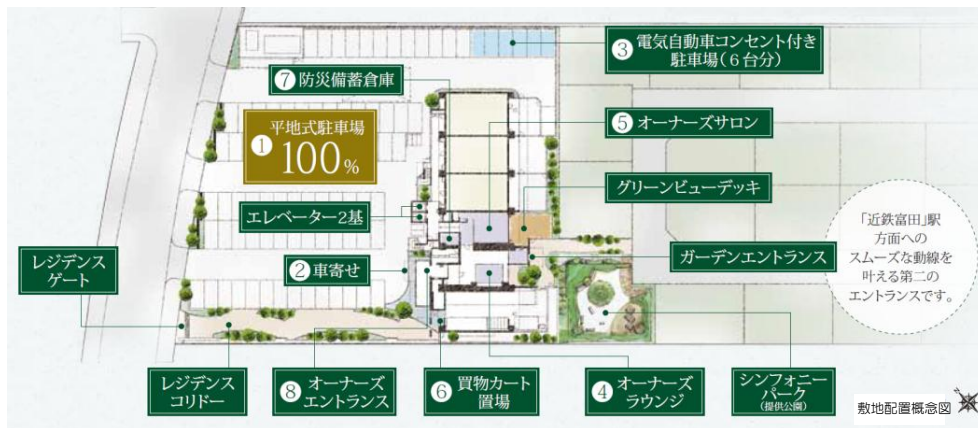 ③ 電気自動車コンセント付き
駐車場(6台分)
⑦ 防災備蓄倉庫
① 平地式駐車場
100%
⑤ オーナーズサロン
グリーンビューデッキ
エレベーター2基
レジデンス
ゲート
② 車寄せ
ガーデンエントランス
「近鉄富田」駅
方面への
スムーズな動線を
叶える第二の
エントランスです。
レジデンス
コリドー
⑧ オーナーズ
エントランス
⑥ 買物カート
置場
④ オーナーズ
ラウンジ
シンフォニー
パーク
(提供公園)
敷地配置概念図